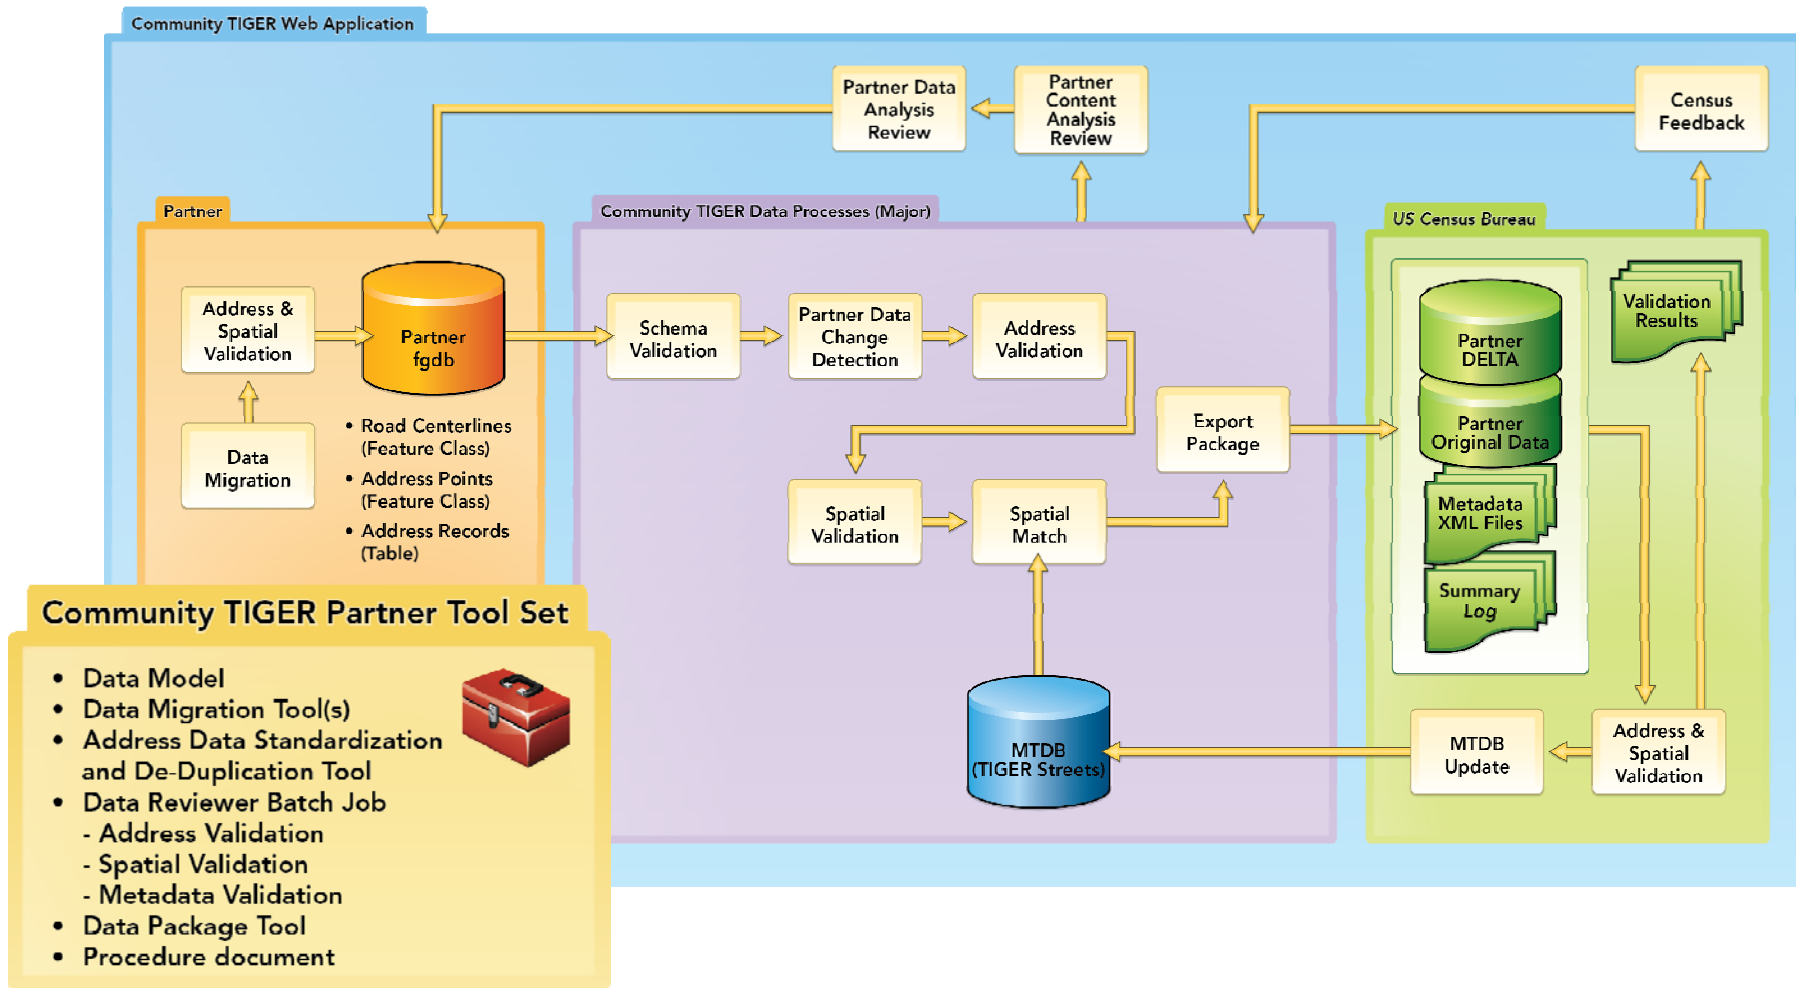 Community TIGER Web Application
Partner Data
Analysis
Review
Partner
Content
Analysis
Review
Census
Feedback
Partner
Community TIGER Data Processes (Major)
US Census Bureau
Address &
Spatial
Validation
Partner
fgdb
Data
Migration
• Road Centerlines
(Feature Class)
• Address Points
(Feature Class)
• Address Records
(Table)
Schema
Validation
Partner Data
Change
Detection
Address
Validation
Spatial
Validation
Spatial
Match
Export
Package
MTDB
(TIGER Streets)
Partner
DELTA
Partner
Original Data
Metadata
XML Files
Summary
Log
Validation
Results
MTDB
Update
Address &
Spatial
Validation
Community TIGER Partner Tool Set
• Data Model
• Data Migration Tool(s)
• Address Data Standardization
and De-Duplication Tool
• Data Reviewer Batch Job
- Address Validation
- Spatial Validation
- Metadata Validation
• Data Package Tool
• Procedure document